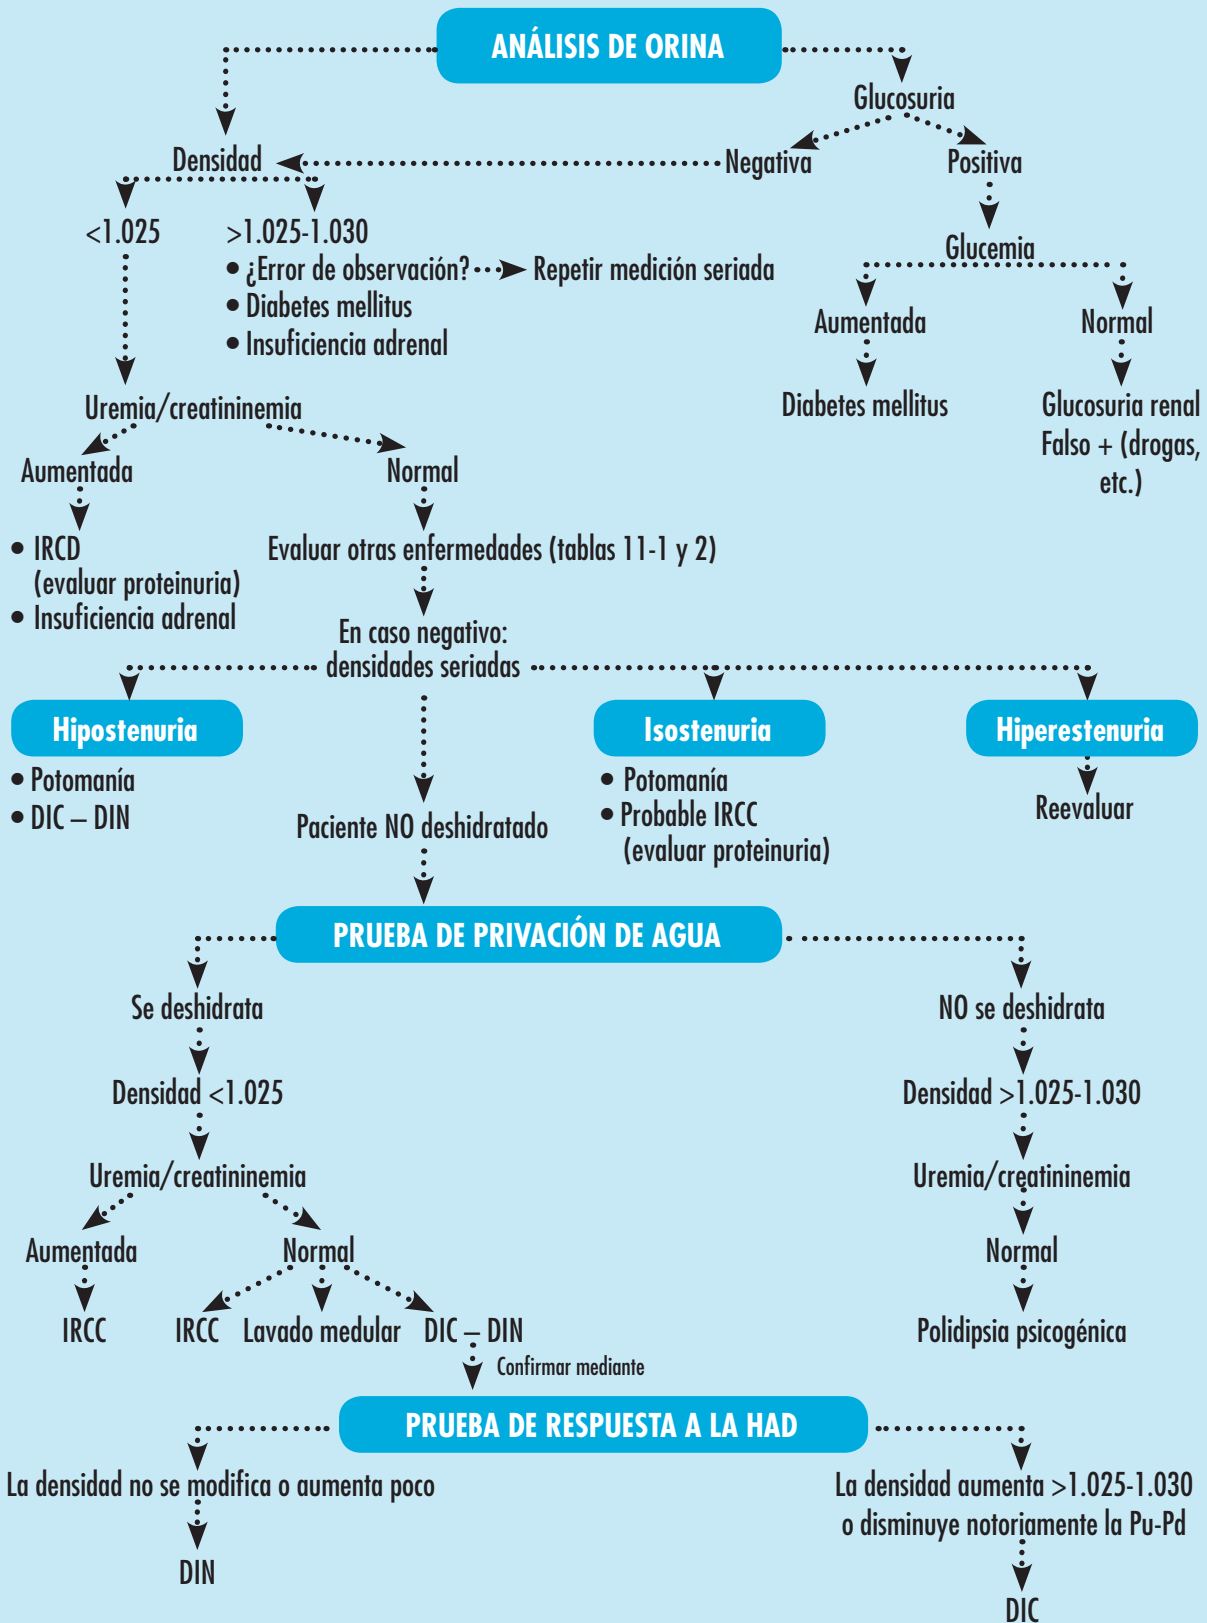 ANÁLISIS DE ORINA
Glucosuria
Densidad
Negativa
Positiva
<1.025
>1.025-1.030
• ¿Error de observación?
Repetir medición seriada
• Diabetes mellitus
• Insuficiencia adrenal
Glucemia
Aumentada
Normal
Diabetes mellitus
Glucosuria renal
Falso + (drogas,
etc.)
Uremia/creatininemia
Aumentada
Normal
• IRCD
(evaluar proteinuria)
• Insuficiencia adrenal
Evaluar otras enfermedades (tablas 11-1 y 2)
En caso negativo:
densidades seriadas
Hipostenuria
Isostenuria
Hiperestenuria
• Potomanía
• DIC – DIN
Paciente NO deshidratado
• Potomanía
• Probable IRCC
(evaluar proteinuria)
Reevaluar
PRUEBA DE PRIVACIÓN DE AGUA
Se deshidrata
NO se deshidrata
Densidad <1.025
Densidad >1.025-1.030
Uremia/creatininemia
Uremia/creatininemia
Aumentada
Normal
Normal
IRCC
IRCC
Lavado medular
DIC – DIN
Polidipsia psicogénica
Confirmar mediante
PRUEBA DE RESPUESTA A LA HAD
La densidad no se modifica o aumenta poco
La densidad aumenta >1.025-1.030
o disminuye notoriamente la Pu-Pd
DIN
DIC